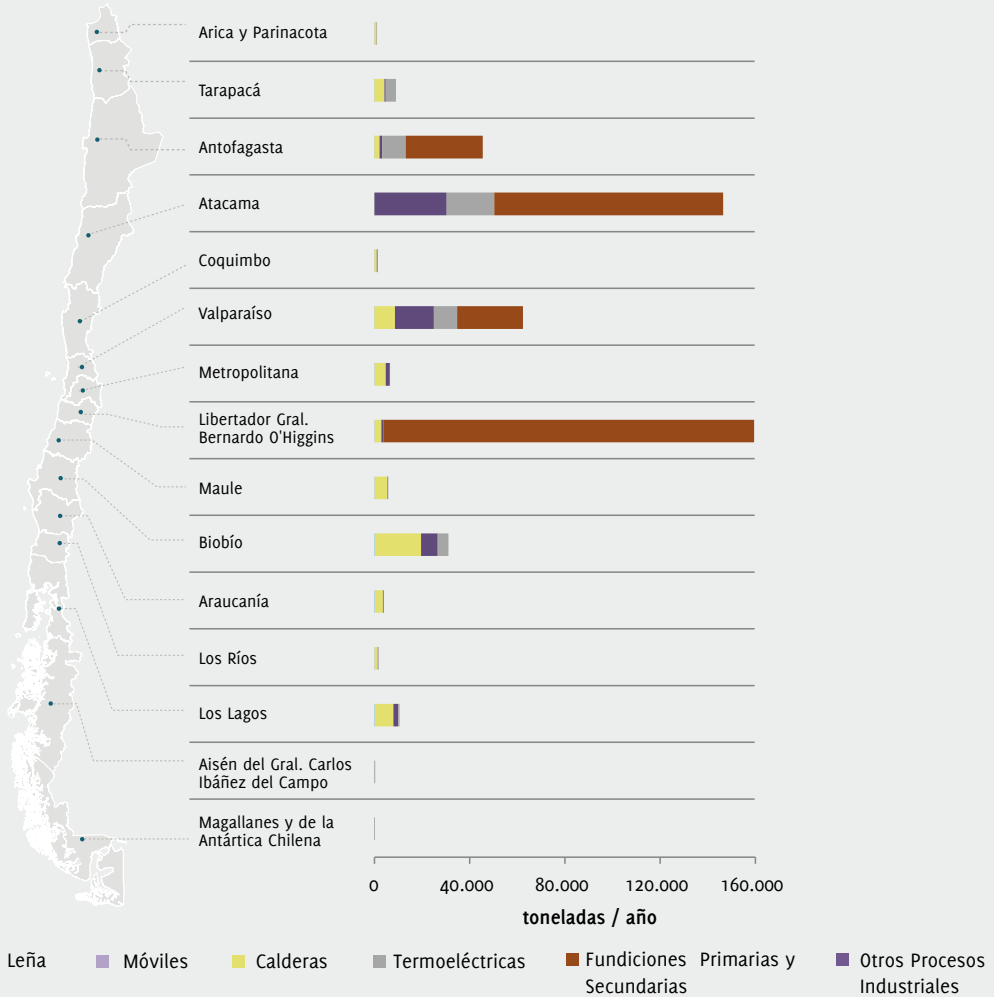 Arica y Parinacota
Tarapacá
Antofagasta
Atacama
Coquimbo
Valparaíso
Metropolitana
Libertador Gral.
Bernardo O'Higgins
Maule
Biobío
Araucanía
Los Ríos
Los Lagos
Aisén del Gral. Carlos
Ibáñez del Campo
Magallanes y de la
Antártica Chilena
0 40.000 80.000 120.000 160.000
toneladas / año
Leña Móviles Calderas Termoeléctricas Fundiciones Primarias y Otros Procesos
Secundarias Industriales